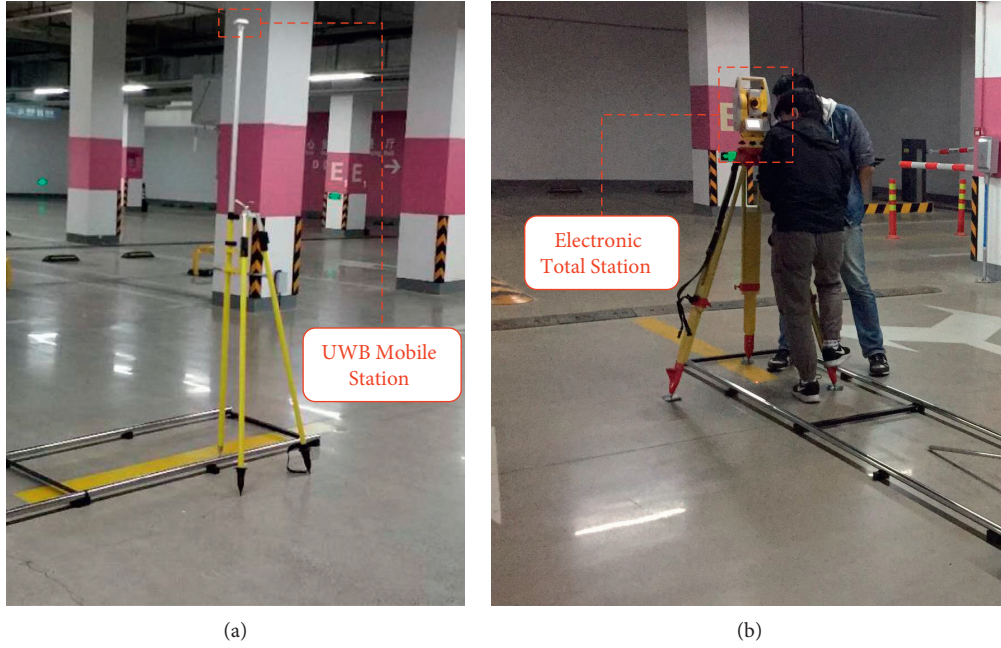 E E
UWB Mobile
Station
(a)
E
Electronic
Total Station
(b)